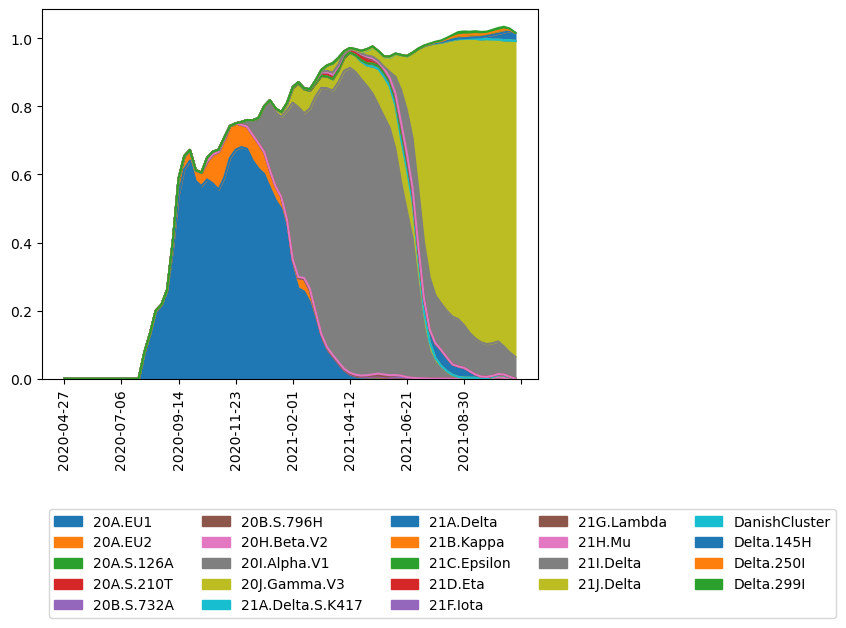 1.0
0.8
0.6
0.4
0.2
0.0
2020-04-27
2020-07-06
2020-09-14
2020-11-23
2021-02-01
2021-04-12
2021-06-21
2021-08-30
20A.EU1
20A.EU2
20A.S.126A
20A.S.210T
20B.S.732A
20B.S.796H
20H.Beta.V2
20I.Alpha.V1
20J.Gamma.V3
21A.Delta.S.K417
21A.Delta
21B.Kappa
21C.Epsilon
21D.Eta
21F.Iota
21G.Lambda
21H.Mu
21I.Delta
21J.Delta
DanishCluster
Delta.145H
Delta.250I
Delta.299I